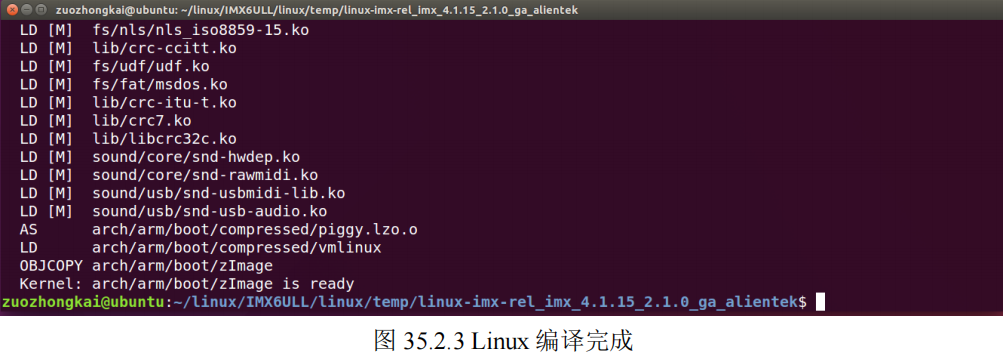 zuozhongkai@ubuntu: ~/linux/IMX6ULL/linux/temp/linux-imx-rel_imx_4.1.15_2.1.0_ga_alientek
LD [M]  fs/nls/nls_iso8859-15.ko
LD [M]  lib/crc-ccitt.ko
LD [M]  fs/udf/udf.ko
LD [M]  fs/fat/msdos.ko
LD [M]  lib/crc-itu-t.ko
LD [M]  lib/crc7.ko
LD [M]  lib/libcrc32c.ko
LD [M]  sound/core/snd-hwdep.ko
LD [M]  sound/core/snd-rawmidi.ko
LD [M]  sound/usb/snd-usbmidi-lib.ko
LD [M]  sound/usb/snd-usb-audio.ko
AS      arch/arm/boot/compressed/piggy.lzo.o
LD      arch/arm/boot/compressed/vmlinux
OBJCOPY arch/arm/boot/zImage
Kernel: arch/arm/boot/zImage is ready
zuozhongkai@ubuntu:~/linux/IMX6ULL/linux/temp/linux-imx-rel_imx_4.1.15_2.1.0_ga_alientek$
图 35.2.3 Linux 编译完成